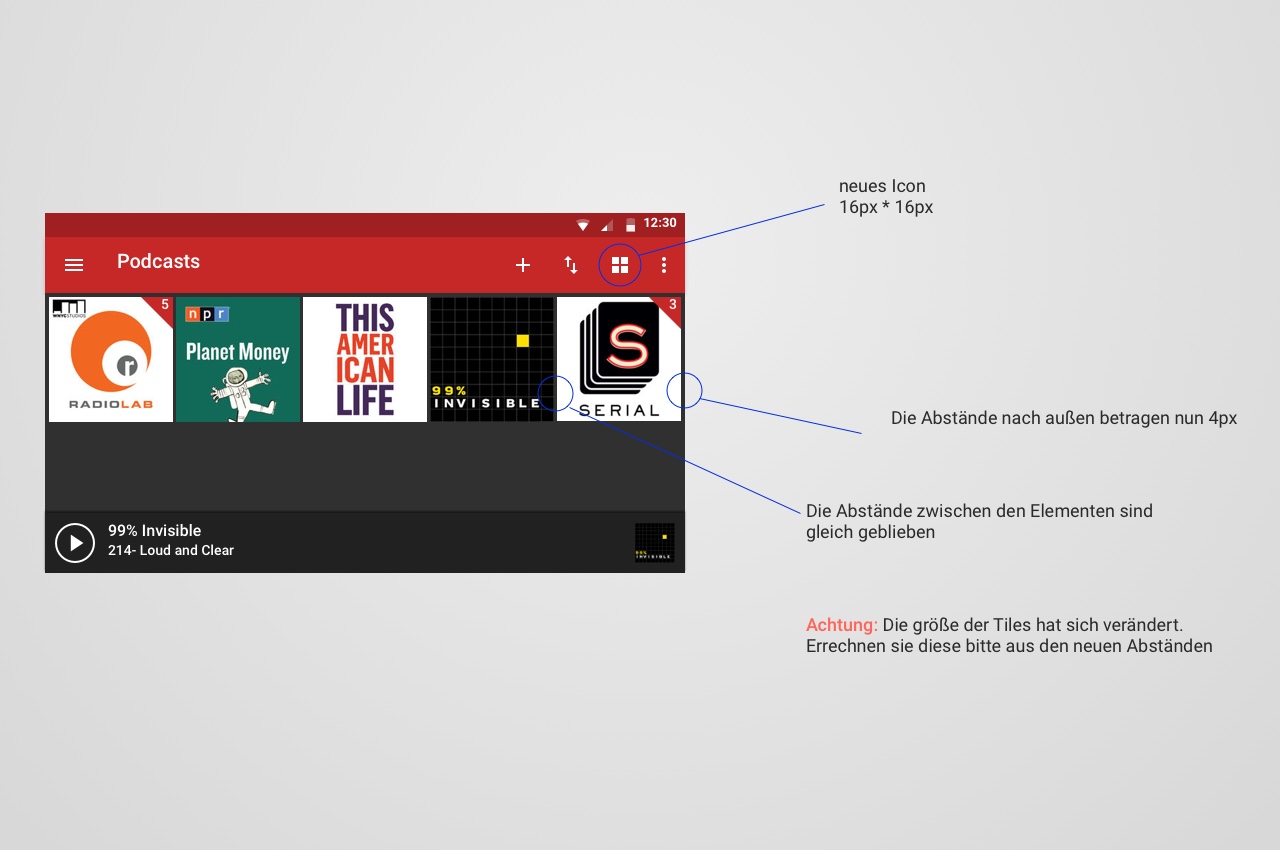 neues Icon
16px * 16px
12:30
Podcasts
WNYCSTUDIOS
5
RADIOLAB
r
npr
Planet Money
THIS
AMER
ICAN
LIFE
99%
INVISIBLE
3
S
SERIAL
Die Abstände nach außen betragen nun 4px
Die Abstände zwischen den Elementen sind
gleich geblieben
99% Invisible
214- Loud and Clear
99%
INVISIBLE
Achtung: Die größe der Tiles hat sich verändert.
Errechnen sie diese bitte aus den neuen Abständen